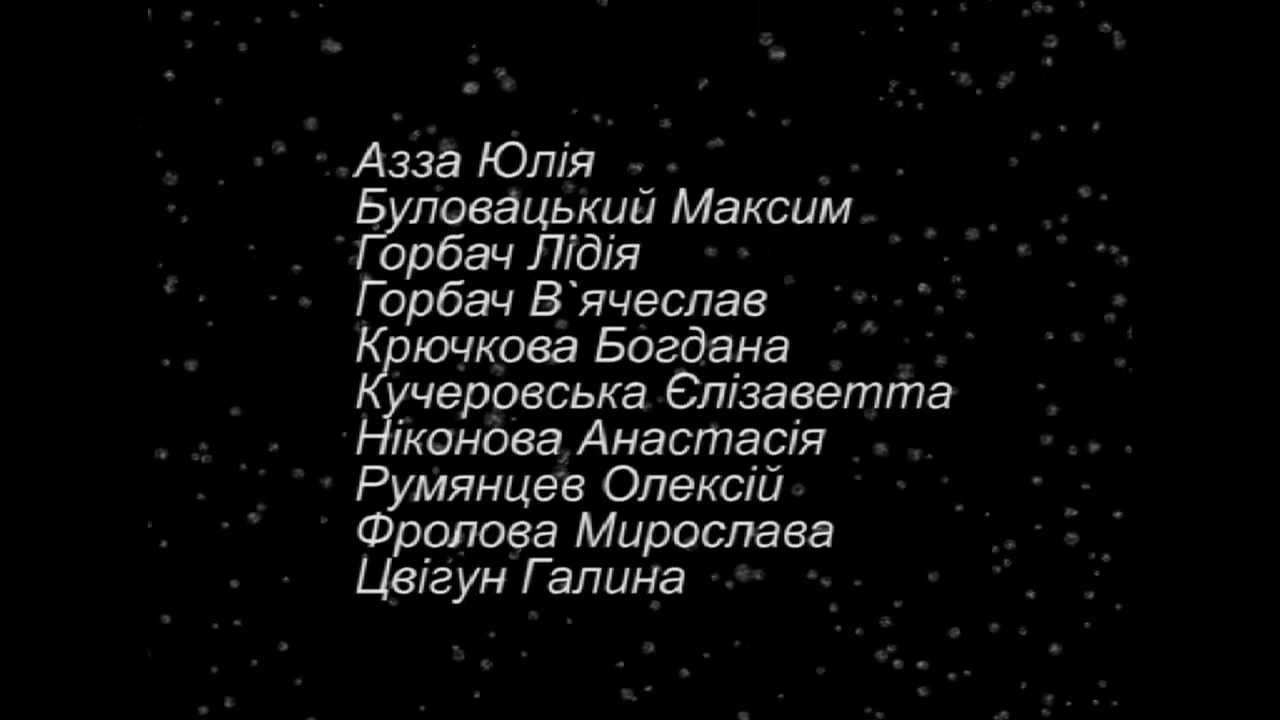 Азза Юлія
Буловацький Максим
Горбач Лідія
Горбач В`ячеслав
Крючкова Богдана
Кучеровська Єлізаветта
Ніконова Анастасія
Румянцев Олексій
Фролова Мирослава
Цвігун Галина